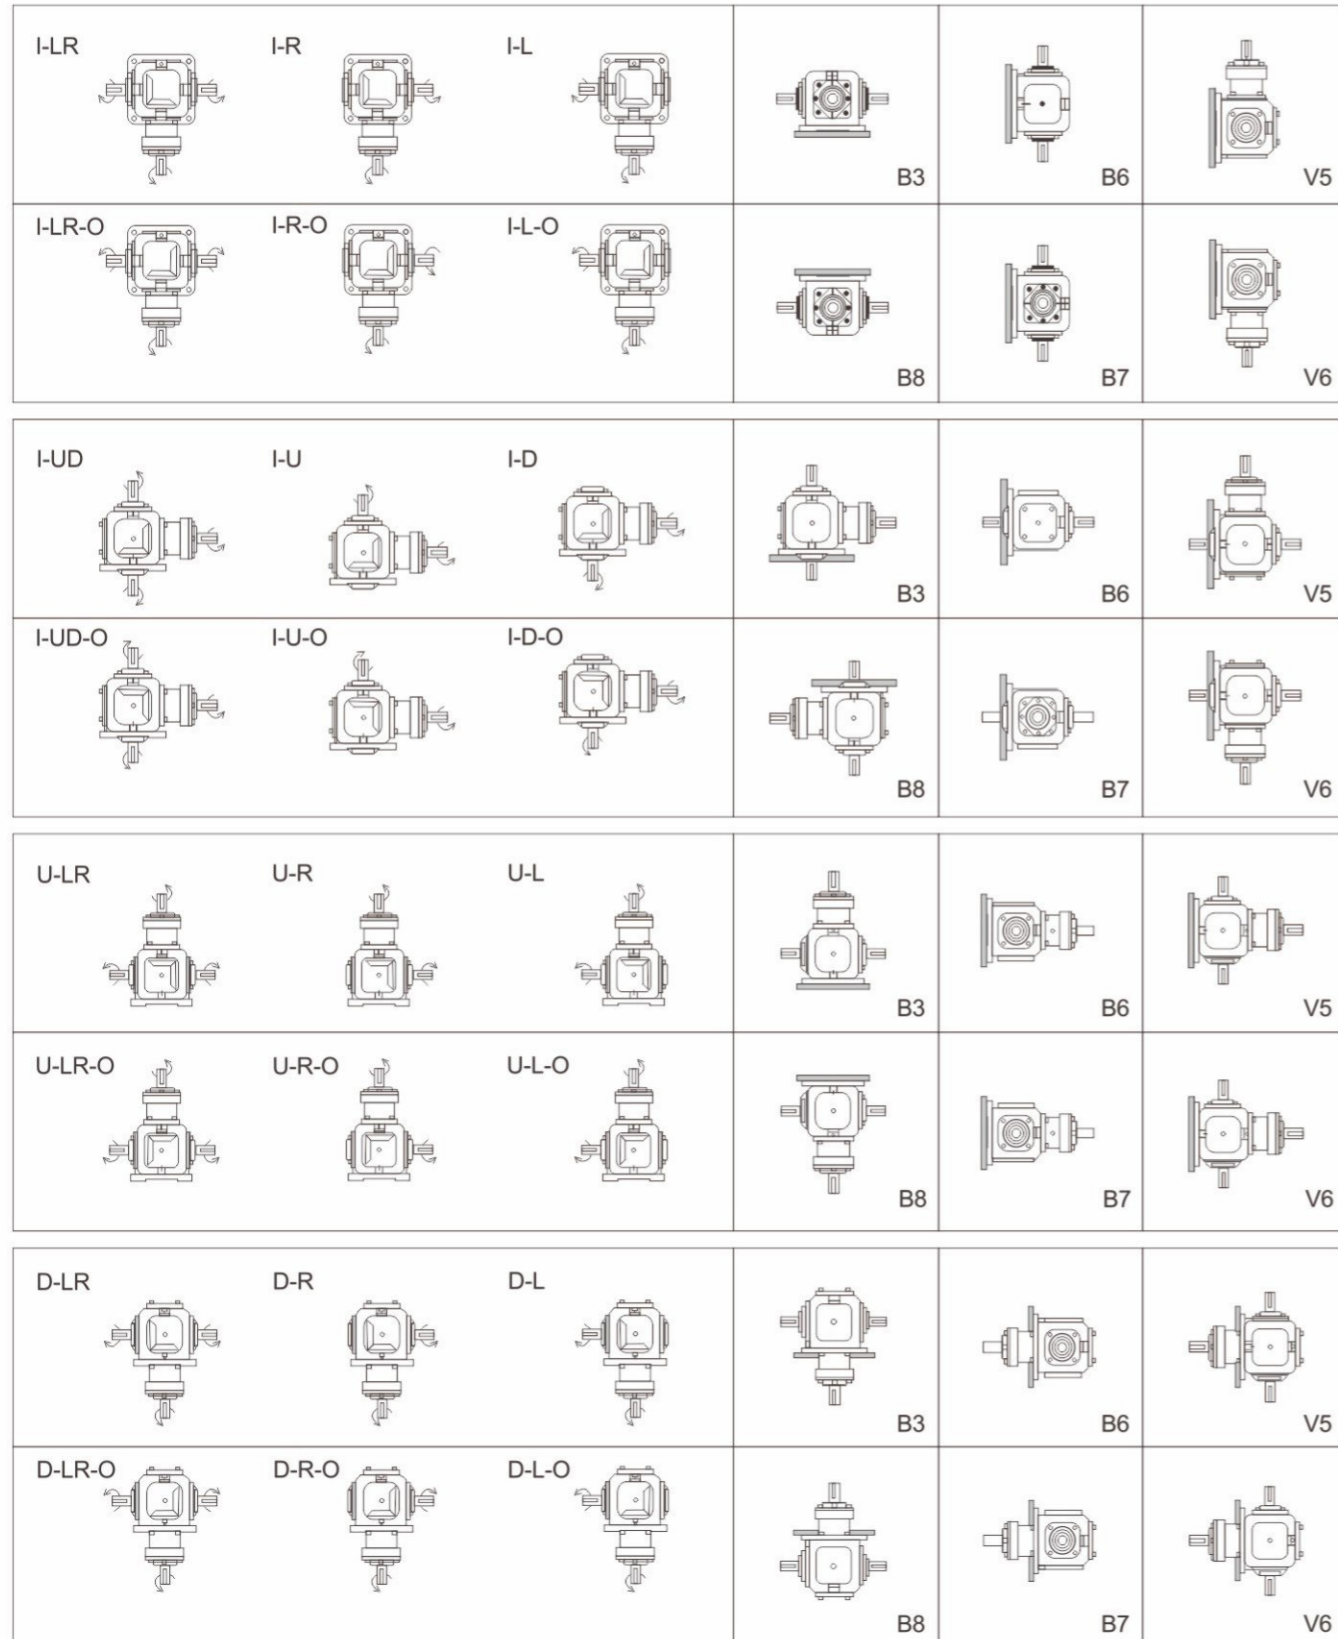 I-LR I-R I-L
B3 B6 V5
I-LR-O I-R-O I-L-O
B8 B7 V6
I-UD I-U I-D
B3 B6 V5
I-UD-O I-U-O I-D-O
B8 B7 V6
U-LR U-R U-L
B3 B6 V5
U-LR-O U-R-O U-L-O
B8 B7 V6
D-LR D-R D-L
B3 B6 V5
D-LR-O D-R-O D-L-O
B8 B7 V6